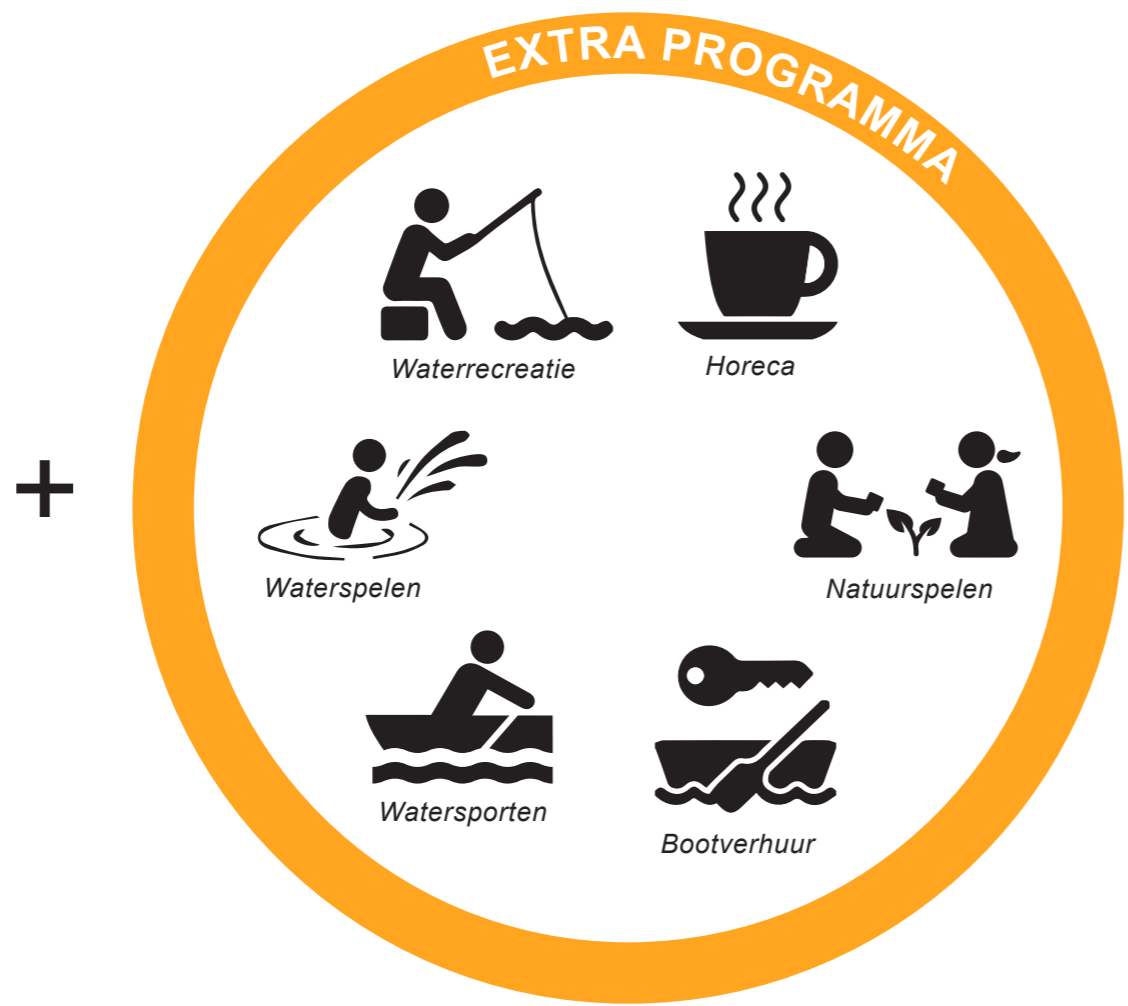 EXTRA PROGRAMMA
+
Waterrecreatie
Horeca
Waterspelen
Natuurspelen
Watersporten
Bootverhuur